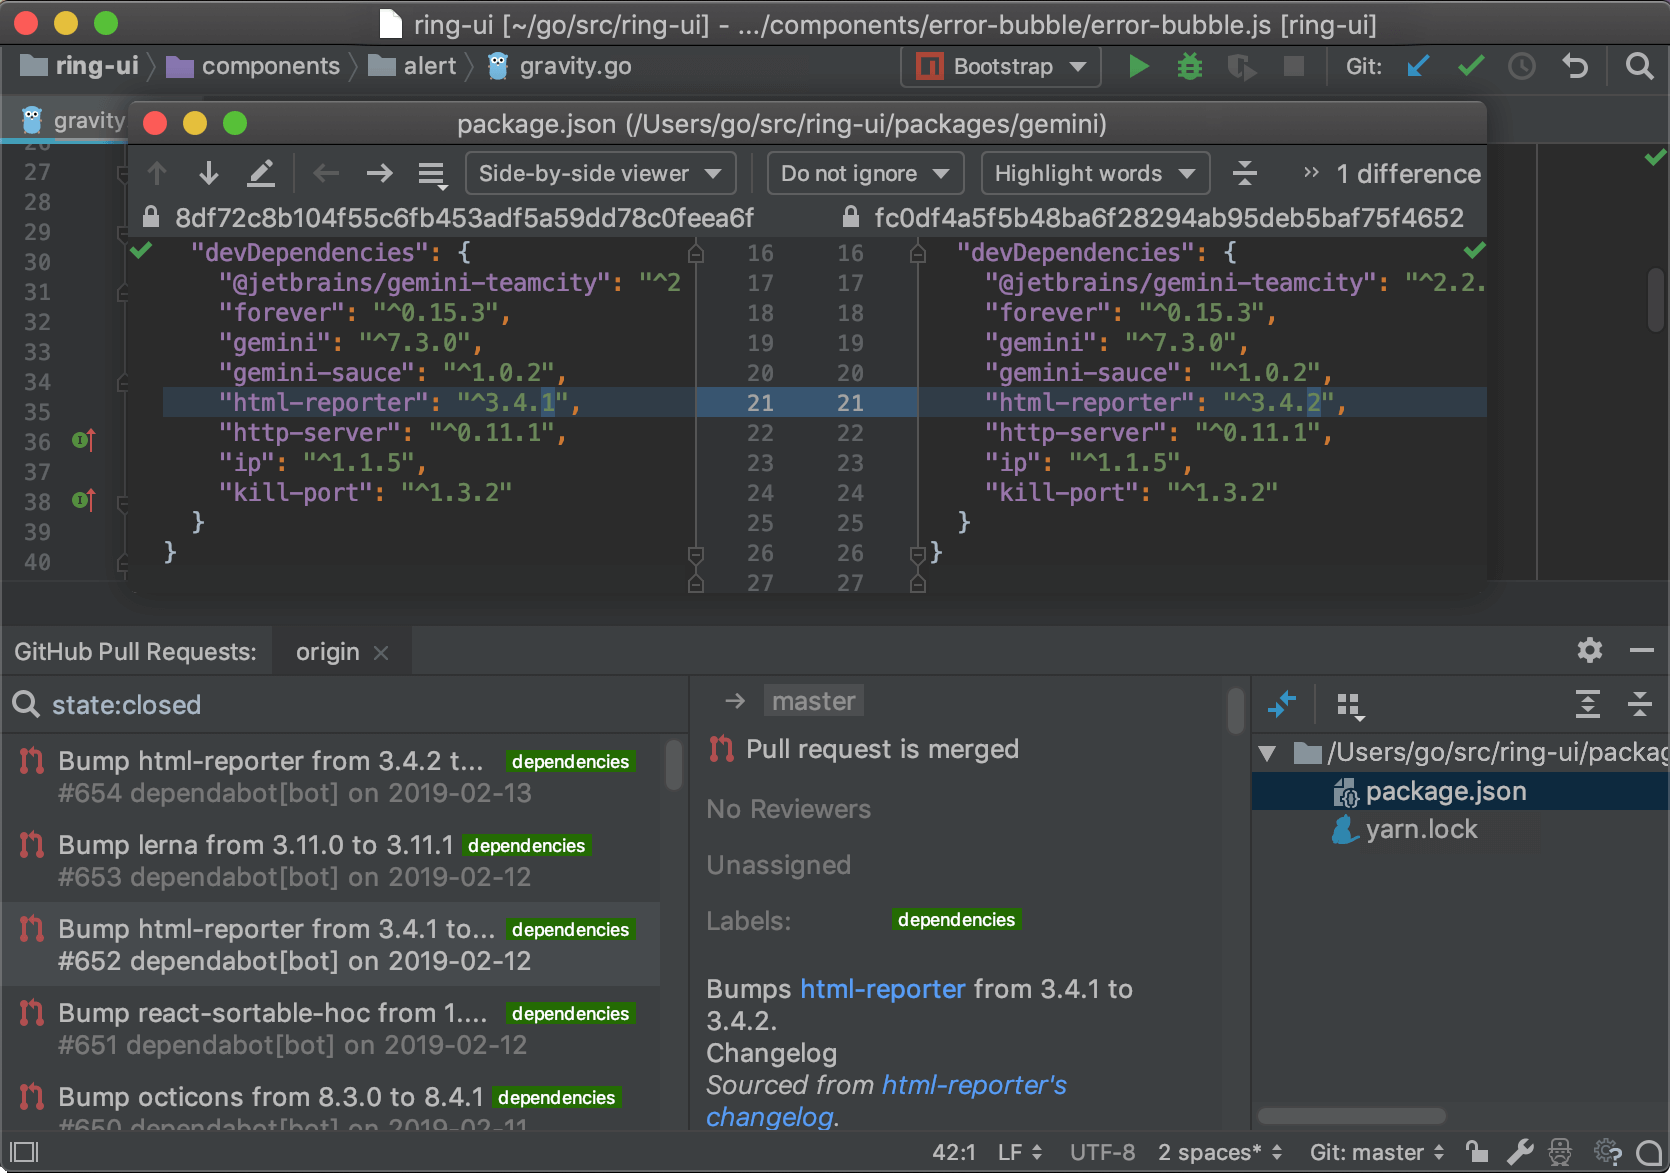 ring-ui [~/go/src/ring-ui] - .../components/error-bubble/error-bubble.js [ring-ui]
ring-ui components alert gravity.go Bootstrap Git:
gravity
package.json (/Users/go/src/ring-ui/packages/gemini)
Side-by-side viewer Do not ignore Highlight words » 1 difference
8df72c8b104f55c6fb453adf5a59dd78c0feea6f fc0df4a5f5b48ba6f28294ab95deb5baf75f4652
26
27
28
29
30
31
32
33
34
35
36
37
38
39
40
"devDependencies": { 16 16 "devDependencies": {
"@jetbrains/gemini-teamcity": "^2 17 17 "@jetbrains/gemini-teamcity": "^2.2.
"forever": "^0.15.3", 18 18 "forever": "^0.15.3",
"gemini": "^7.3.0", 19 19 "gemini": "^7.3.0",
"gemini-sauce": "^1.0.2", 20 20 "gemini-sauce": "^1.0.2",
"html-reporter": "^3.4.1", 21 21 "html-reporter": "^3.4.2",
"http-server": "^0.11.1", 22 22 "http-server": "^0.11.1",
"ip": "^1.1.5", 23 23 "ip": "^1.1.5",
"kill-port": "^1.3.2" 24 24 "kill-port": "^1.3.2"
} 25 25 }
} 26 26 }
27 27
GitHub Pull Requests: origin
state:closed
Bump html-reporter from 3.4.2 t... dependencies
#654 dependabot[bot] on 2019-02-13
Bump lerna from 3.11.0 to 3.11.1 dependencies
#653 dependabot[bot] on 2019-02-12
Bump html-reporter from 3.4.1 to... dependencies
#652 dependabot[bot] on 2019-02-12
Bump react-sortable-hoc from 1.... dependencies
#651 dependabot[bot] on 2019-02-12
Bump octicons from 8.3.0 to 8.4.1 dependencies
#650 dependabot[bot] on 2019-02-11
→ master
Pull request is merged
No Reviewers
Unassigned
Labels: dependencies
Bumps html-reporter from 3.4.1 to
3.4.2.
Changelog
Sourced from html-reporter's
changelog.
/Users/go/src/ring-ui/packag
package.json
yarn.lock
42:1 LF UTF-8 2 spaces* Git: master